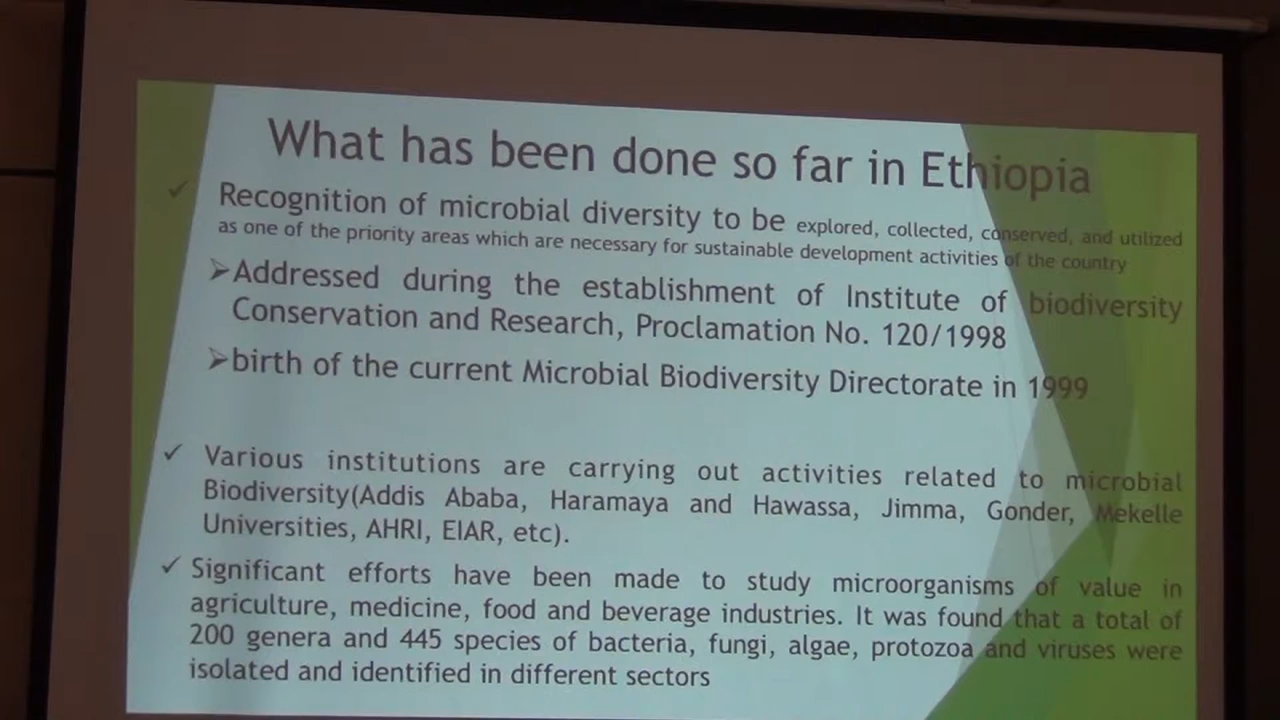 What has been done so far in Ethiopia
✓ Recognition of microbial diversity to be explored, collected, conserved, and utilized
as one of the priority areas which are necessary for sustainable development activities of the country
➢Addressed during the establishment of Institute of biodiversity
Conservation and Research, Proclamation No. 120/1998
➢birth of the current Microbial Biodiversity Directorate in 1999
✓ Various institutions are carrying out activities related to microbial
Biodiversity(Addis Ababa, Haramaya and Hawassa, Jimma, Gonder, Mekelle
Universities, AHRI, EIAR, etc).
✓ Significant efforts have been made to study microorganisms of value in
agriculture, medicine, food and beverage industries. It was found that a total of
200 genera and 445 species of bacteria, fungi, algae, protozoa and viruses were
isolated and identified in different sectors